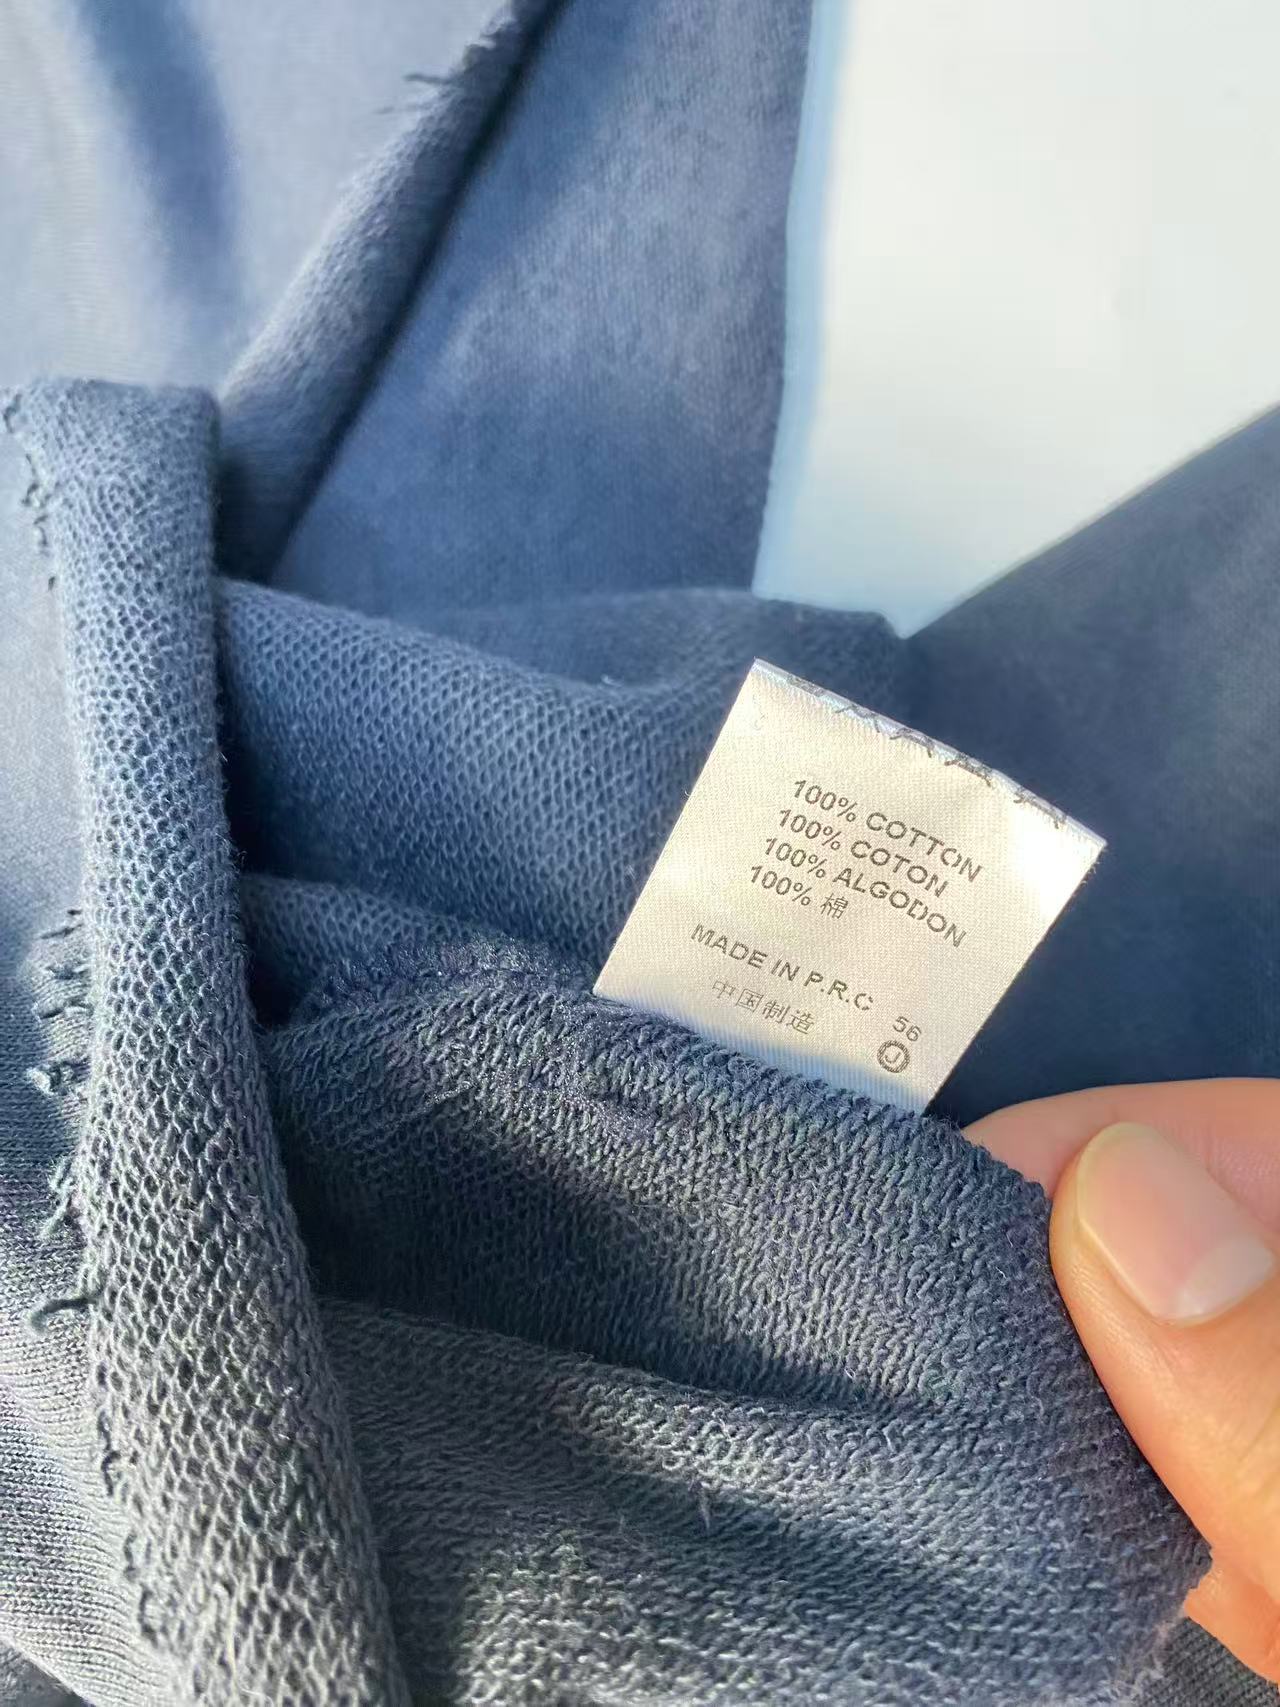 100% COTTON
100% COTON
100% ALGODON
100% 棉
MADE IN P.R.C
中国制造
56
J